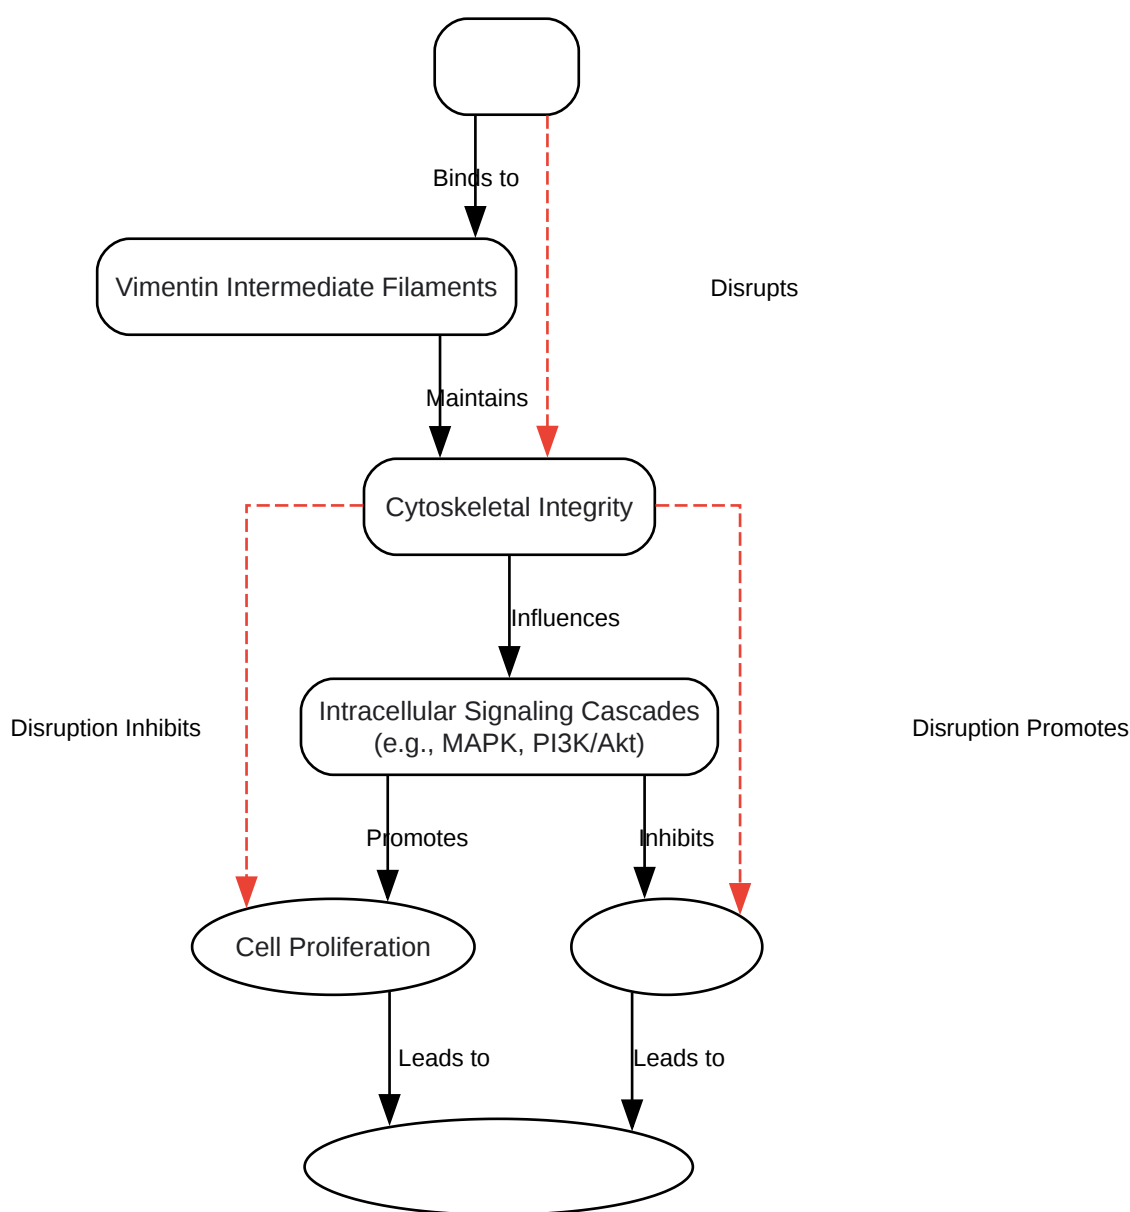 Binds to
Vimentin Intermediate Filaments
Disrupts
Maintains
Cytoskeletal Integrity
Influences
Intracellular Signaling Cascades
(e.g., MAPK, PI3K/Akt)
Disruption Inhibits
Disruption Promotes
Promotes
Inhibits
Cell Proliferation
Leads to
Leads to